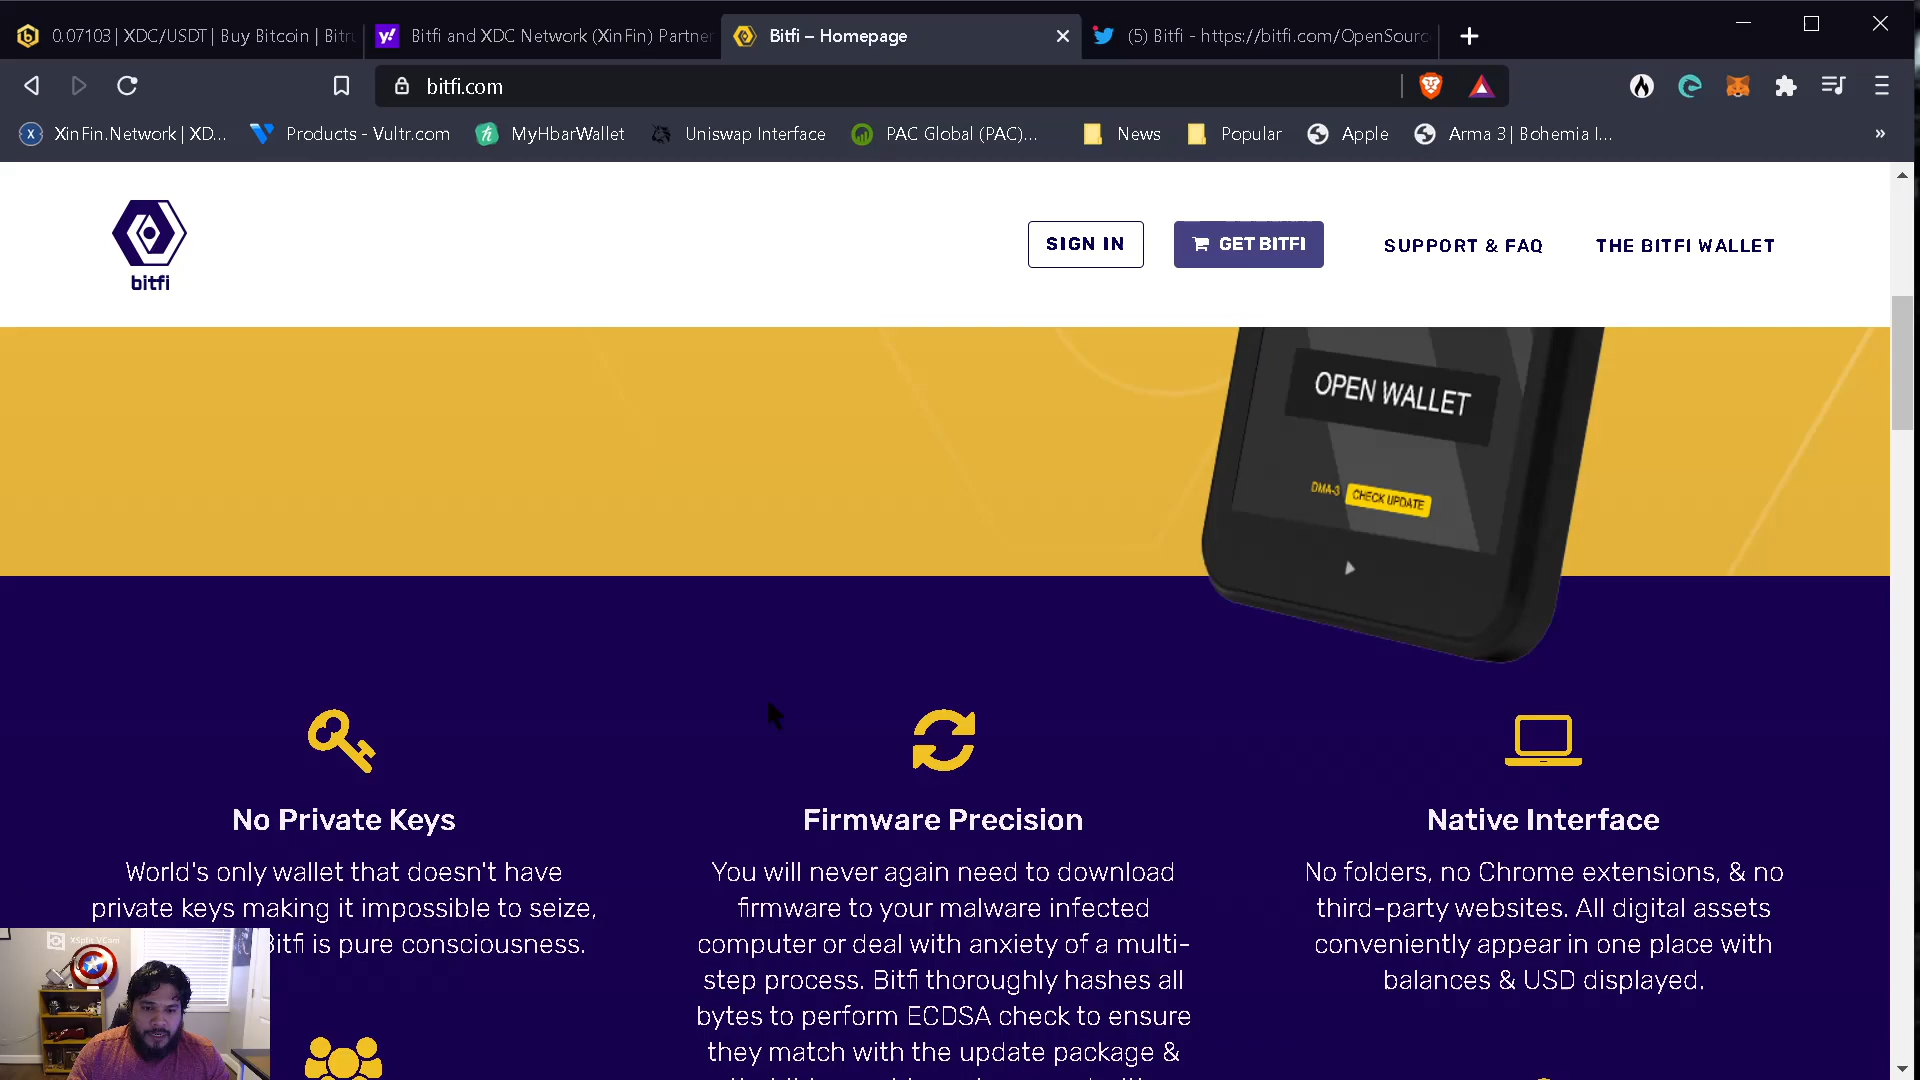 0.07103 | XDC/USDT | Buy Bitcoin | Bitru
Bitfi and XDC Network (XinFin) Partner
Bitfi – Homepage
(5) Bitfi - https://bitfi.com/OpenSourc
bitfi.com
XinFin.Network | XD...
Products - Vultr.com
MyHbarWallet
Uniswap Interface
PAC Global (PAC)...
News
Popular
Apple
Arma 3 | Bohemia I...
»
bitfi
SIGN IN
GET BITFI
SUPPORT & FAQ
THE BITFI WALLET
OPEN WALLET
DMA-3 CHECK UPDATE
No Private Keys
World's only wallet that doesn't have
private keys making it impossible to seize,
Bitfi is pure consciousness.
Firmware Precision
You will never again need to download
firmware to your malware infected
computer or deal with anxiety of a multi-
step process. Bitfi thoroughly hashes all
bytes to perform ECDSA check to ensure
they match with the update package &
Native Interface
No folders, no Chrome extensions, & no
third-party websites. All digital assets
conveniently appear in one place with
balances & USD displayed.
XSplit VCam